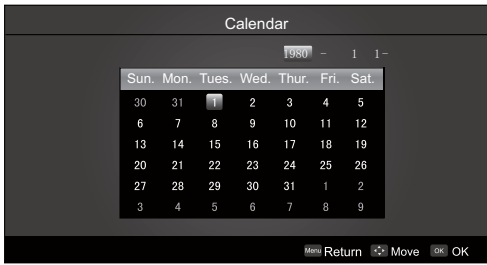 Calendar
1980 - 1 1-
Sun. Mon. Tues. Wed. Thur. Fri. Sat.
30 31 1 2 3 4 5
6 7 8 9 10 11 12
13 14 15 16 17 18 19
20 21 22 23 24 25 26
27 28 29 30 31 1 2
3 4 5 6 7 8 9
Menu Return Move OK OK